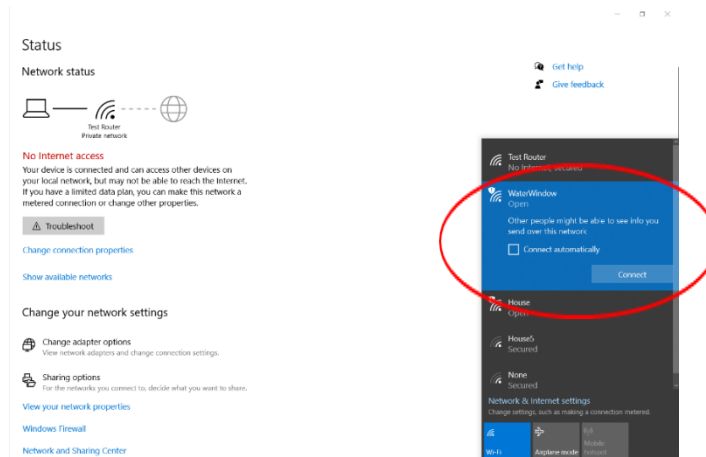 Status
Network status
Test Router
Private network
No Internet access
Your device is connected and can access other devices on
your local network, but may not be able to reach the Internet.
If you have a limited data plan, you can make this network a
metered connection or change other properties.
Troubleshoot
Change connection properties
Show available networks
Change your network settings
Change adapter options
View network adapters and change connection settings.
Sharing options
For the networks you connect to, decide what you want to share.
View your network properties
Windows Firewall
Network and Sharing Center
Get help
Give feedback
Test Router
No Internet, secured
WaterWindow
Open
Other people might be able to see info you
send over this network
Connect automatically
Connect
House
Open
House5
Secured
None
Secured
Network & Internet settings
Change settings, such as making a connection metered.
Wi-Fi
Airplane mode
Mobile
hotspot